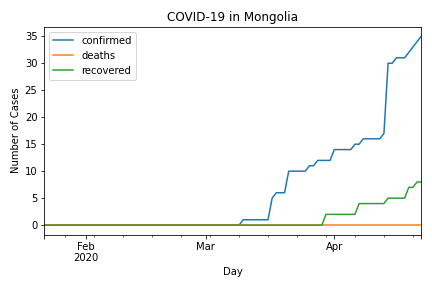 COVID-19 in Mongolia
confirmed
deaths
recovered
Number of Cases
35
30
25
20
15
10
5
0
Feb
2020
Mar
Apr
Day